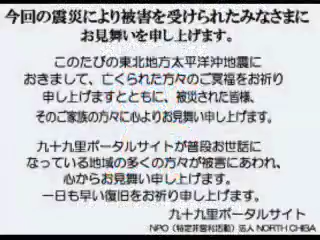 今回の震災により被害を受けられたみなさまに
お見舞いを申し上げます。
このたびの東北地方太平洋沖地震に
おきまして、亡くられた方々のご冥福をお祈り
申し上げますとともに、被災された皆様、
そのご家族の方々に心よりお見舞い申し上げます。
九十九里ポータルサイトが普段お世話に
なっている地域の多くの方々が被害にあわれ、
心からお見舞い申し上げます。
一日も早い復旧をお祈り申し上げます。
九十九里ポータルサイト
NPO（特定非営利活動）法人 NORTH CHIBA